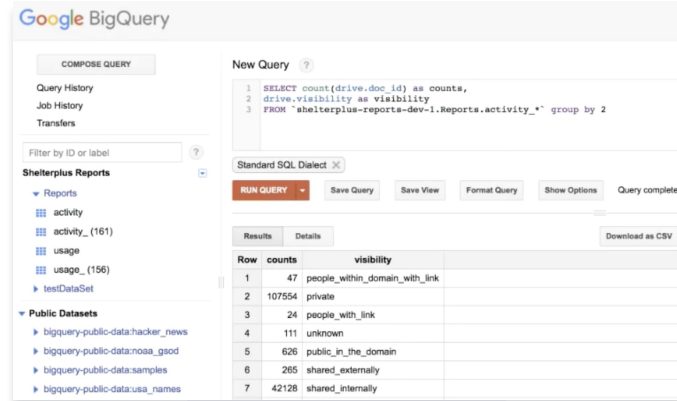 Google BigQuery
COMPOSE QUERY
Query History
Job History
Transfers
Filter by ID or label
?
Shelterplus Reports
Reports
activity
activity_ (161)
usage
usage_ (156)
testDataSet
Public Datasets
bigquery-public-data:hacker_news
bigquery-public-data:noaa_gsod
bigquery-public-data:samples
bigquery-public-data:usa_names
New Query ?
1 SELECT count(drive.doc_id) as counts,
2 drive.visibility as visibility
3 FROM `shelterplus-reports-dev-1.Reports.activity_*` group by 2
Standard SQL Dialect X
RUN QUERY Save Query Save View Format Query Show Options Query complete
Results Details Download as CSV
Row counts visibility
1 47 people_within_domain_with_link
2 107554 private
3 24 people_with_link
4 111 unknown
5 626 public_in_the_domain
6 265 shared_externally
7 42128 shared_internally